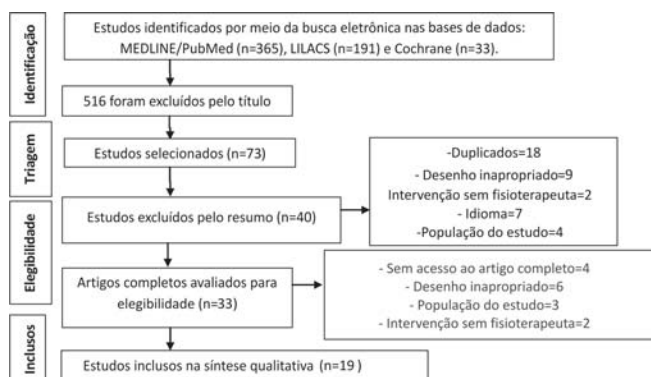 Identificação
Estudos identificados por meio da busca eletrônica nas bases de dados:
MEDLINE/PubMed (n=365), LILACS (n=191) e Cochrane (n=33).
516 foram excluídos pelo título
Triagem
Estudos selecionados (n=73)
-Duplicados=18
- Desenho inapropriado=9
Intervenção sem fisioterapeuta=2
- Idioma=7
-População do estudo=4
Elegibilidade
Estudos excluídos pelo resumo (n=40)
Artigos completos avaliados para
elegibilidade (n=33)
- Sem acesso ao artigo completo=4
- Desenho inapropriado=6
- População do estudo=3
- Intervenção sem fisioterapeuta=2
Inclusos
Estudos inclusos na síntese qualitativa (n=19 )